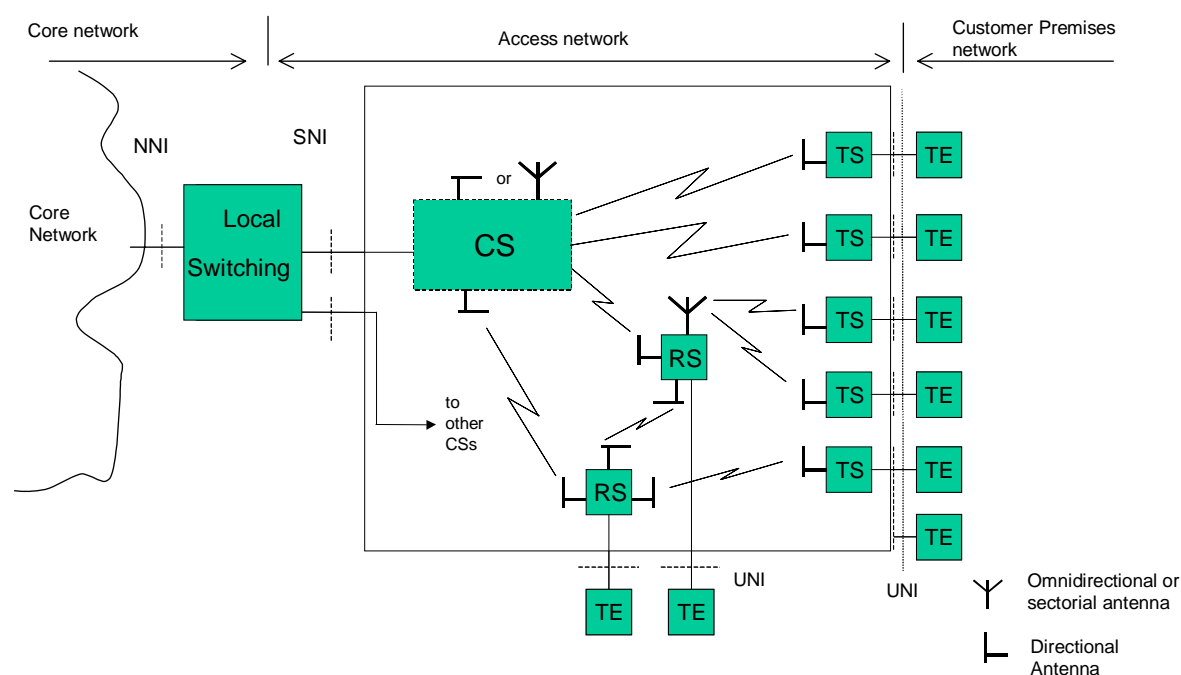 Core network
Access network
Customer Premises
network
NNI
SNI
Core
Network
Local
Switching
or
CS
TS
TE
TS
TE
RS
TS
TE
TS
TE
to
other
CSs
RS
TS
TE
TE
UNI
UNI
TE
TE
Omnidirectional or
sectorial antenna
Directional
Antenna